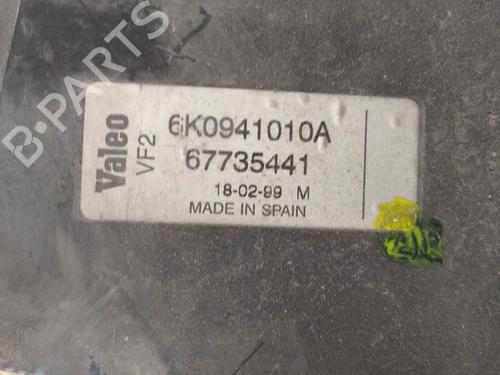 B-PARTS
Valeo
VF2
6K0941010A
67735441
18-02-99 M
MADE IN SPAIN